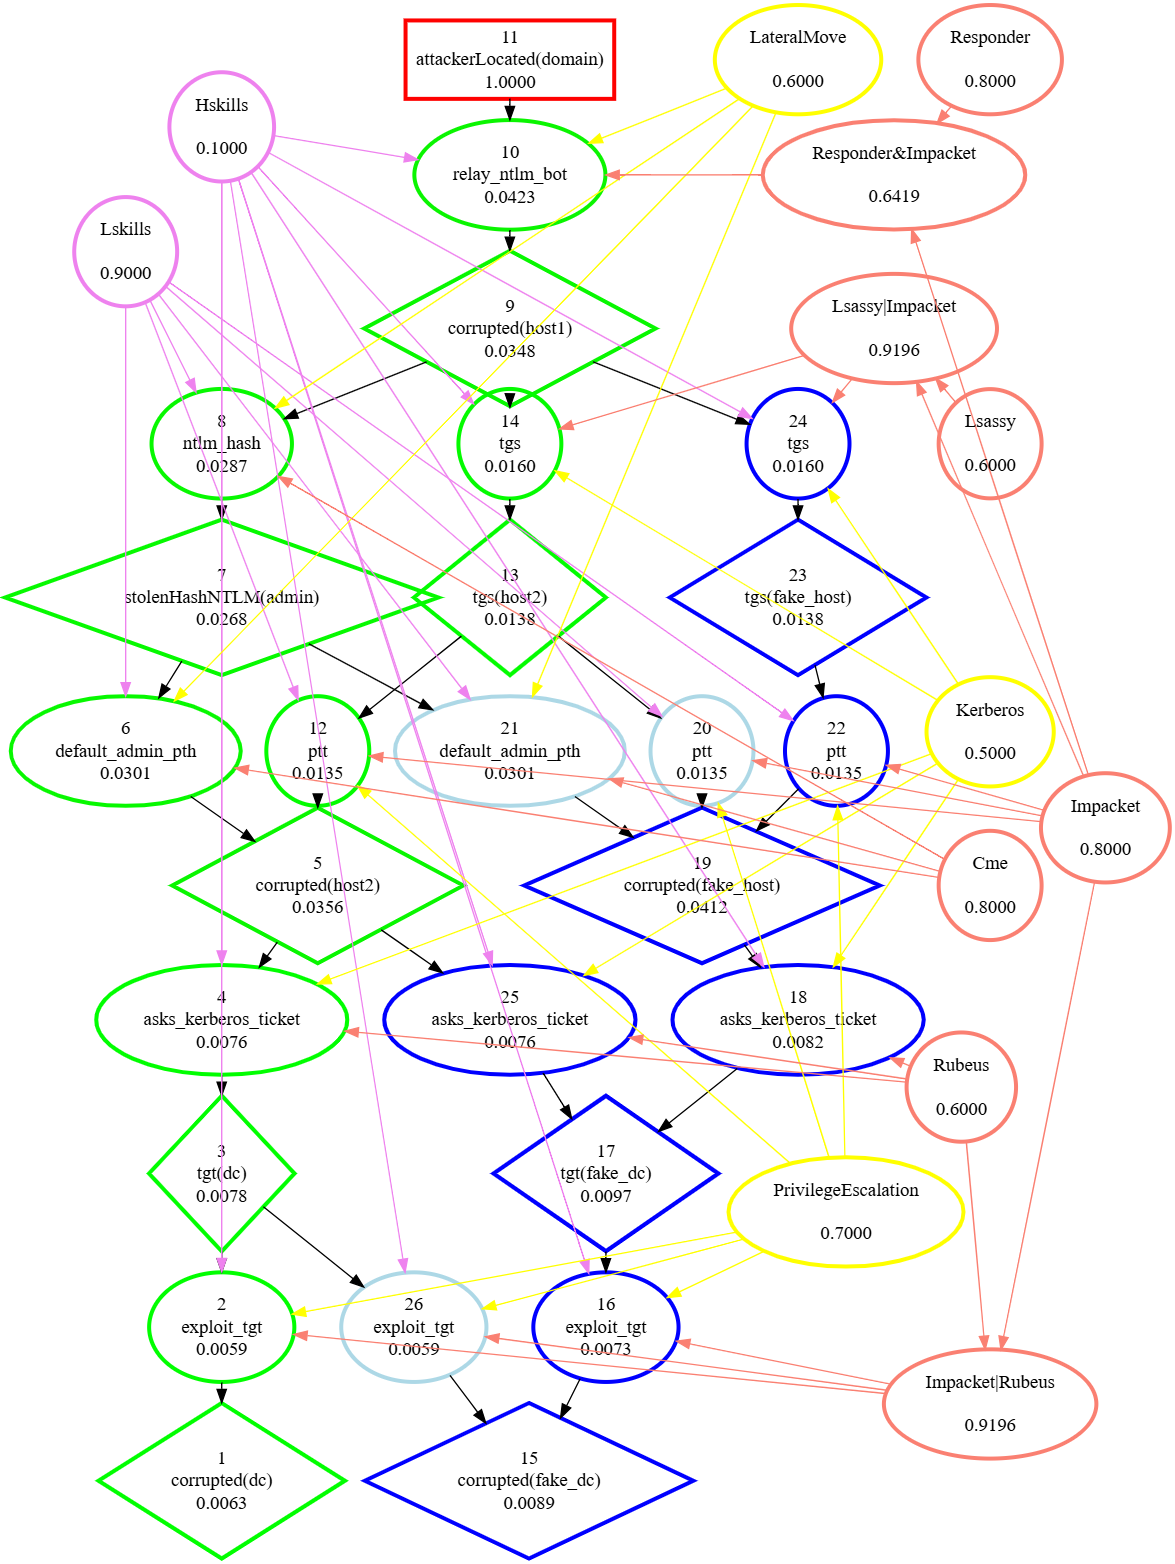 11
attackerLocated(domain)
1.0000
LateralMove
0.6000
Responder
0.8000
Hskills
0.1000
10
relay_ntlm_bot
0.0423
Responder&Impacket
0.6419
Lskills
0.9000
9
corrupted(host1)
0.0348
Lsassy|Impacket
0.9196
8
ntlm_hash
0.0287
14
tgs
0.0160
24
tgs
0.0160
Lsassy
0.6000
7
stolenHashNTLM(admin)
0.0268
13
tgs(host2)
0.0138
23
tgs(fake_host)
0.0138
6
default_admin_pth
0.0301
12
ptt
0.0135
21
default_admin_pth
0.0301
20
ptt
0.0135
22
ptt
0.0135
Kerberos
0.5000
Impacket
0.8000
5
corrupted(host2)
0.0356
19
corrupted(fake_host)
0.0412
Cme
0.8000
4
asks_kerberos_ticket
0.0076
25
asks_kerberos_ticket
0.0076
18
asks_kerberos_ticket
0.0082
Rubeus
0.6000
3
tgt(dc)
0.0078
17
tgt(fake_dc)
0.0097
PrivilegeEscalation
0.7000
2
exploit_tgt
0.0059
26
exploit_tgt
0.0059
16
exploit_tgt
0.0073
Impacket|Rubeus
0.9196
1
corrupted(dc)
0.0063
15
corrupted(fake_dc)
0.0089